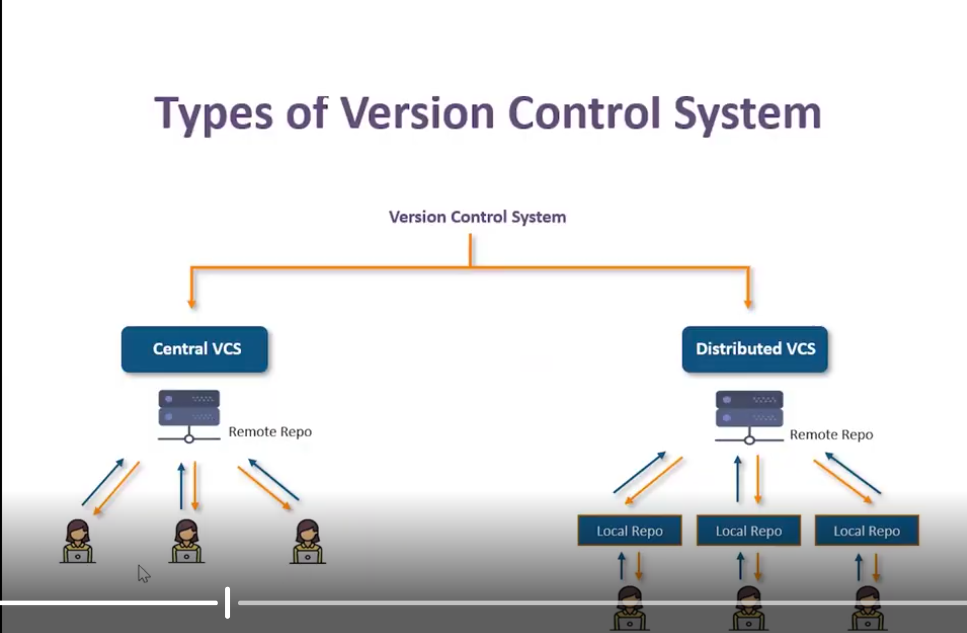 Types of Version Control System
Version Control System
Central VCS
Distributed VCS
Remote Repo
Remote Repo
Local Repo
Local Repo
Local Repo